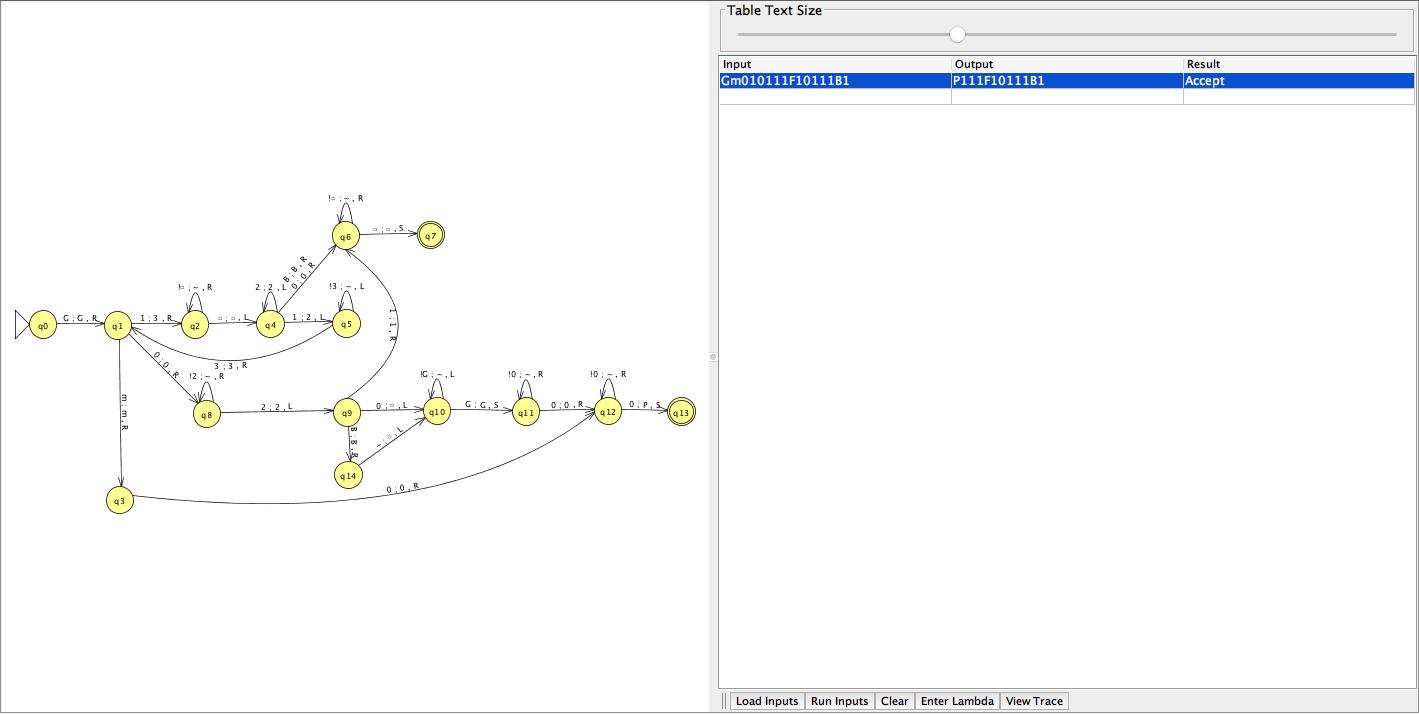 Table Text Size
Input Output Result
Gm010111F10111B1 P111F10111B1 Accept
!□ ; ~ , R
q6
□ ; □ , S
q7
B ; B , R
0 ; 0 , R
!□ ; ~ , R
2 ; 2 , L
!3 ; ~ , L
q0
G ; G , R
q1
1 ; 3 , R
q2
□ ; □ , L
q4
1 ; 2 , L
q5
1 ; 1 , R
3 ; 3 , R
0 ; 0 , R
!2 ; ~ , R
!G ; ~ , L
!0 ; ~ , R
!0 ; ~ , R
m ; m , R
q8
2 ; 2 , L
q9
0 ; □ , L
q10
G ; G , S
q11
0 ; 0 , R
q12
0 ; P , S
q13
B ; B , R
~ ; □ , L
q14
q3
0 ; 0 , R
Load Inputs Run Inputs Clear Enter Lambda View Trace